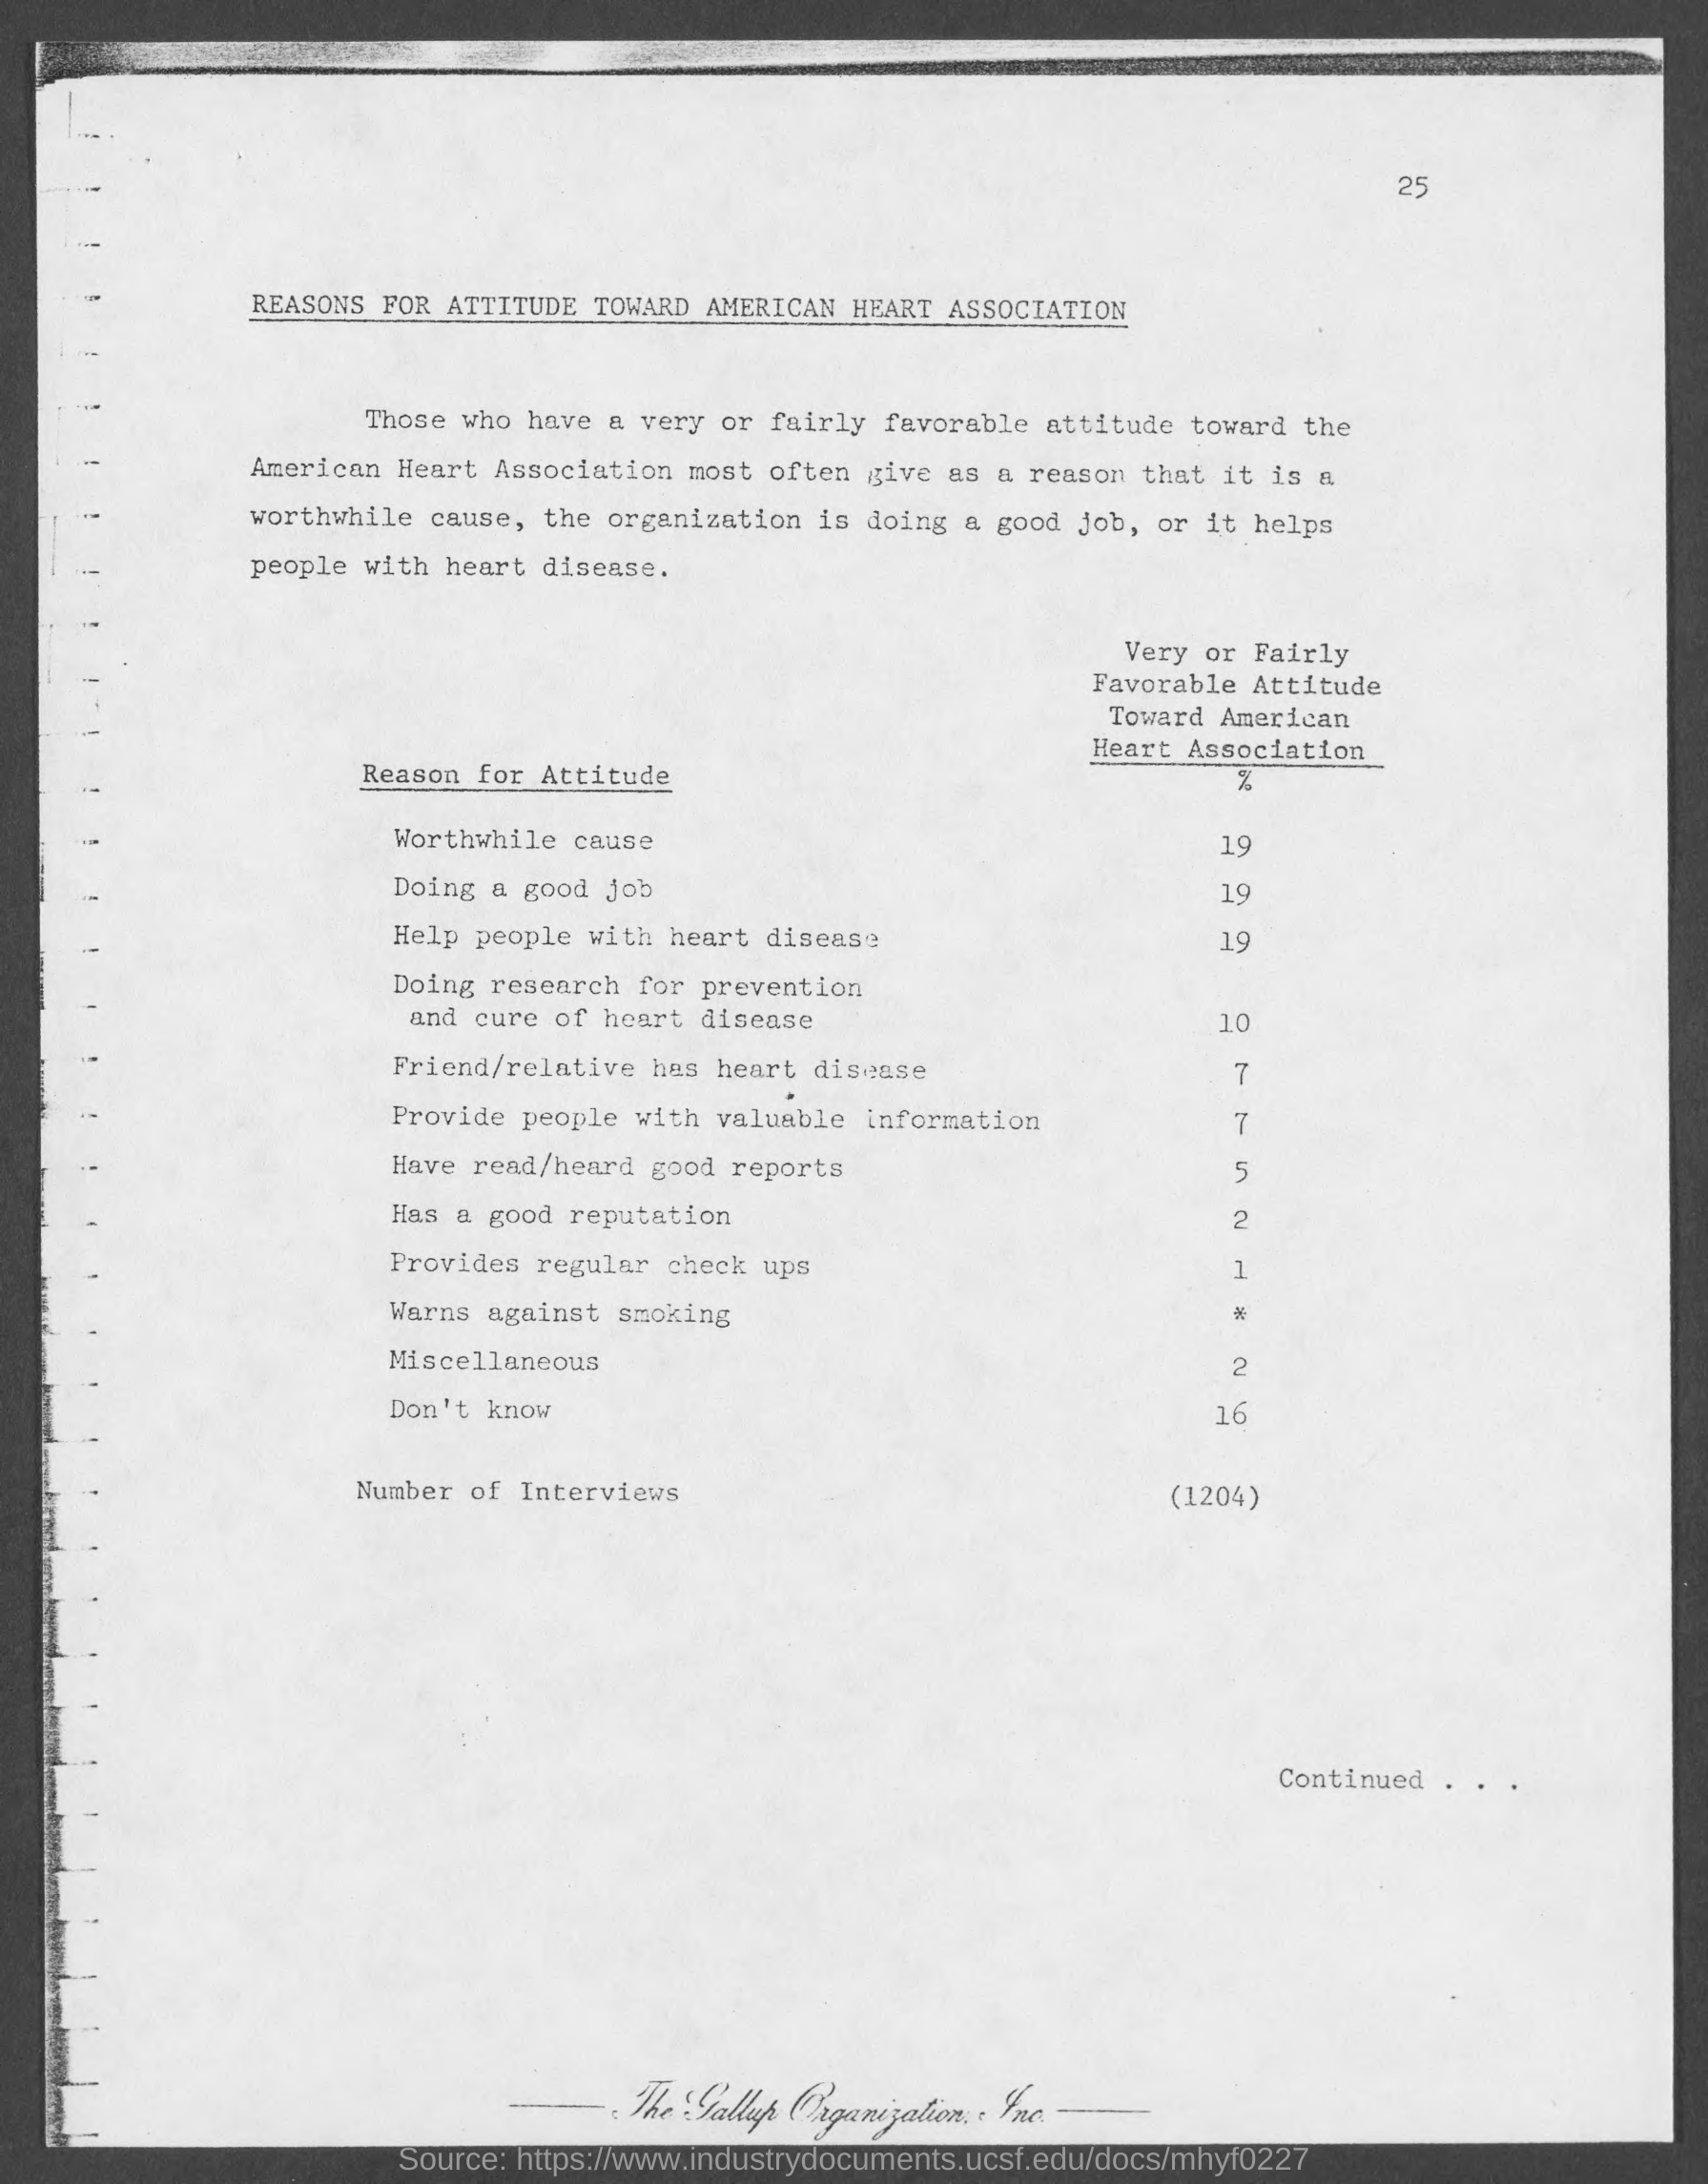 25
REASONS FOR ATTITUDE TOWARD AMERICAN HEART ASSOCIATION
Those who have a very or fairly favorable attitude toward the
American Heart Association most often give as a reason that it is a
worthwhile cause, the organization is doing a good job, or it helps
people with heart disease.
Very or Fairly
Favorable Attitude
Toward American
Heart Association
Reason for Attitude %
Worthwhile cause 19
Doing a good job 19
Help people with heart disease 19
Doing research for prevention
and cure of heart disease 10
Friend/relative has heart disease 7
Provide people with valuable information 7
Have read/heard good reports 5
Has a good reputation 2
Provides regular check ups 1
Warns against smoking *
Miscellaneous 2
Don't know 16
Number of Interviews (1204)
Continued . . .
The Gallup Organization, Inc.
Source: https://www.industrydocuments.ucsf.edu/docs/mhyf0227